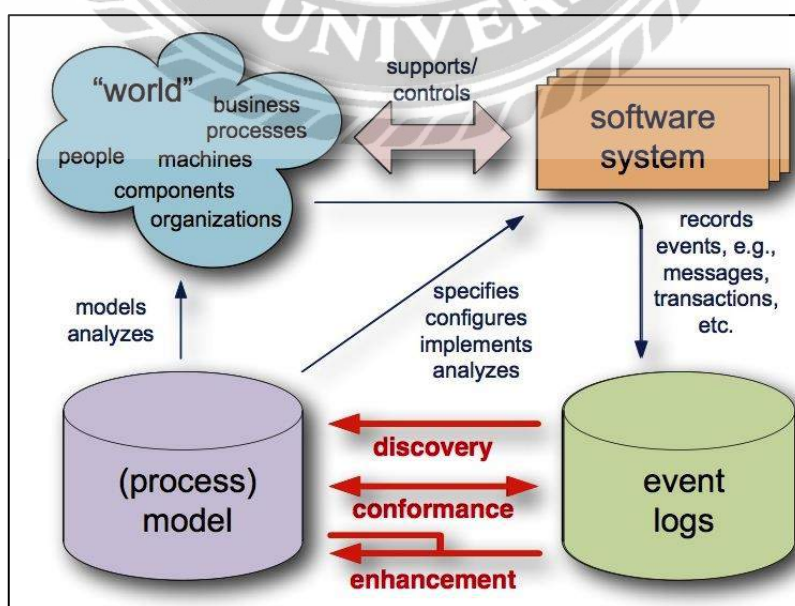 UNIVER
"world"
business
processes
people
machines
components
organizations
supports/
controls
software
system
records
events, e.g.,
messages,
transactions,
etc.
models
analyzes
specifies
configures
implements
analyzes
discovery
(process)
model
conformance
event
logs
enhancement